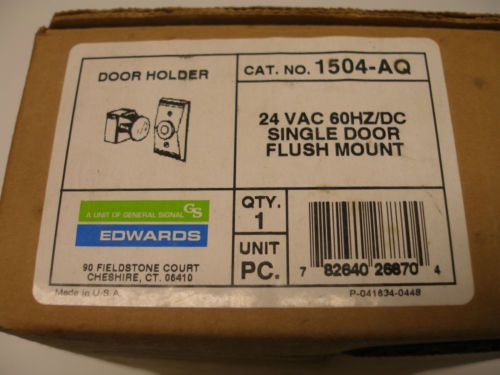 DOOR HOLDER
CAT. NO. 1504-AQ
24 VAC 60HZ/DC
SINGLE DOOR
FLUSH MOUNT
A UNIT OF GENERAL SIGNAL GS
EDWARDS
90 FIELDSTONE COURT
CHESHIRE, CT. 06410
QTY.
1
UNIT
PC.
7 82640 26670 4
Made in U.S.A.
P-041634-0448